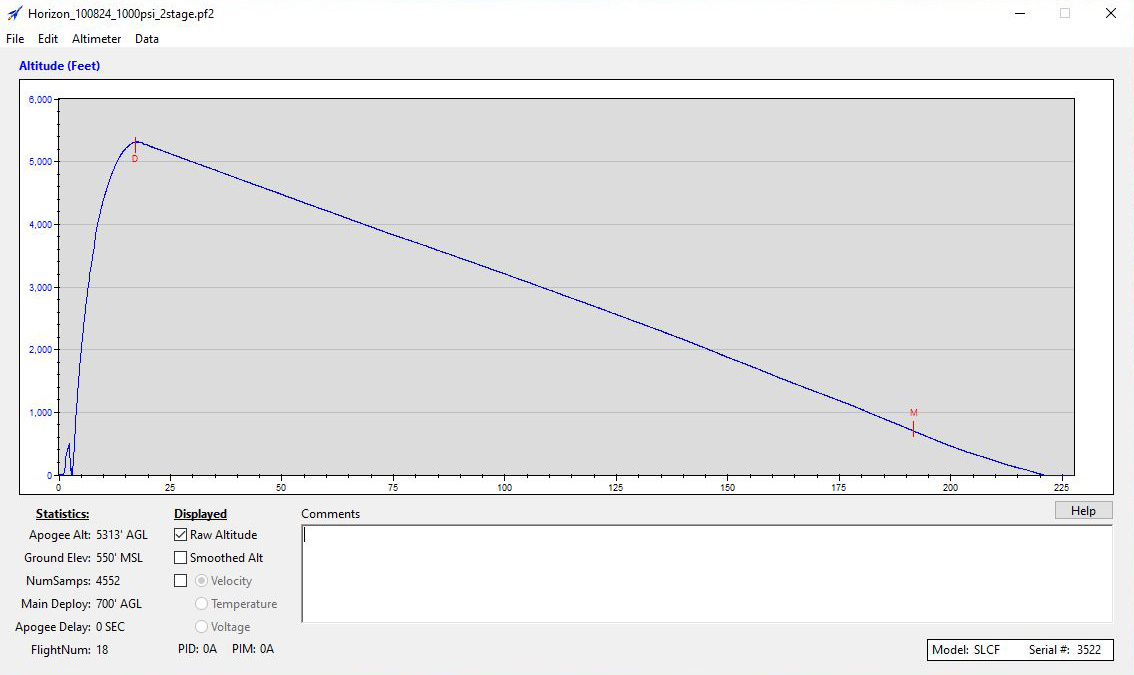 Horizon_100824_1000psi_2stage.pf2
File Edit Altimeter Data
Altitude (Feet)
6,000
5,000
4,000
3,000
2,000
1,000
0
D
M
0 25 50 75 100 125 150 175 200 225
Statistics:
Apogee Alt: 5313' AGL
Ground Elev: 550' MSL
NumSamps: 4552
Main Deploy: 700' AGL
Apogee Delay: 0 SEC
FlightNum: 18
Displayed
Raw Altitude
Smoothed Alt
Velocity
Temperature
Voltage
PID: 0A PIM: 0A
Comments
Help
Model: SLCF Serial #: 3522